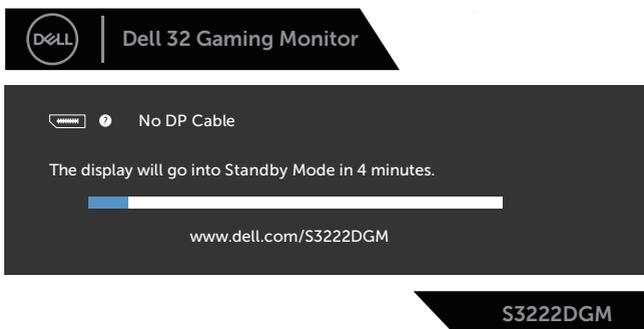 DELL
Dell 32 Gaming Monitor
? No DP Cable
The display will go into Standby Mode in 4 minutes.
www.dell.com/S3222DGM
S3222DGM